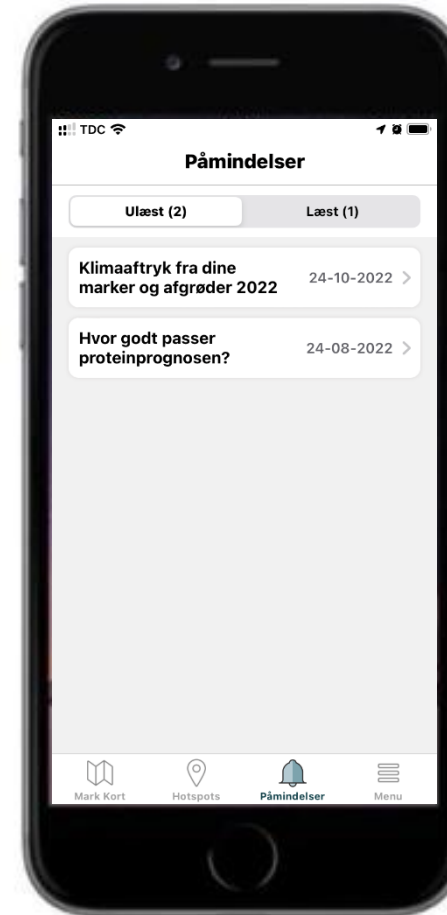 TDC
Påmindelser
Ulæst (2)
Læst (1)
Klimaaftryk fra dine
marker og afgrøder 2022
24-10-2022
Hvor godt passer
proteinprognosen?
24-08-2022
Mark Kort
Hotspots
Påmindelser
Menu